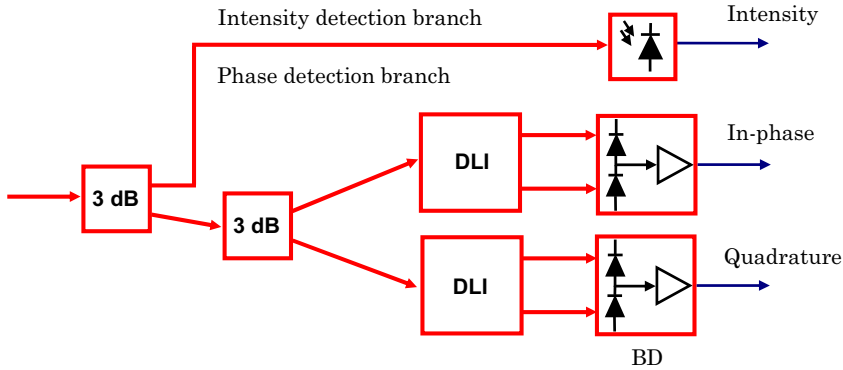 Intensity detection branch
Intensity
Phase detection branch
In-phase
DLI
3 dB
3 dB
Quadrature
DLI
BD